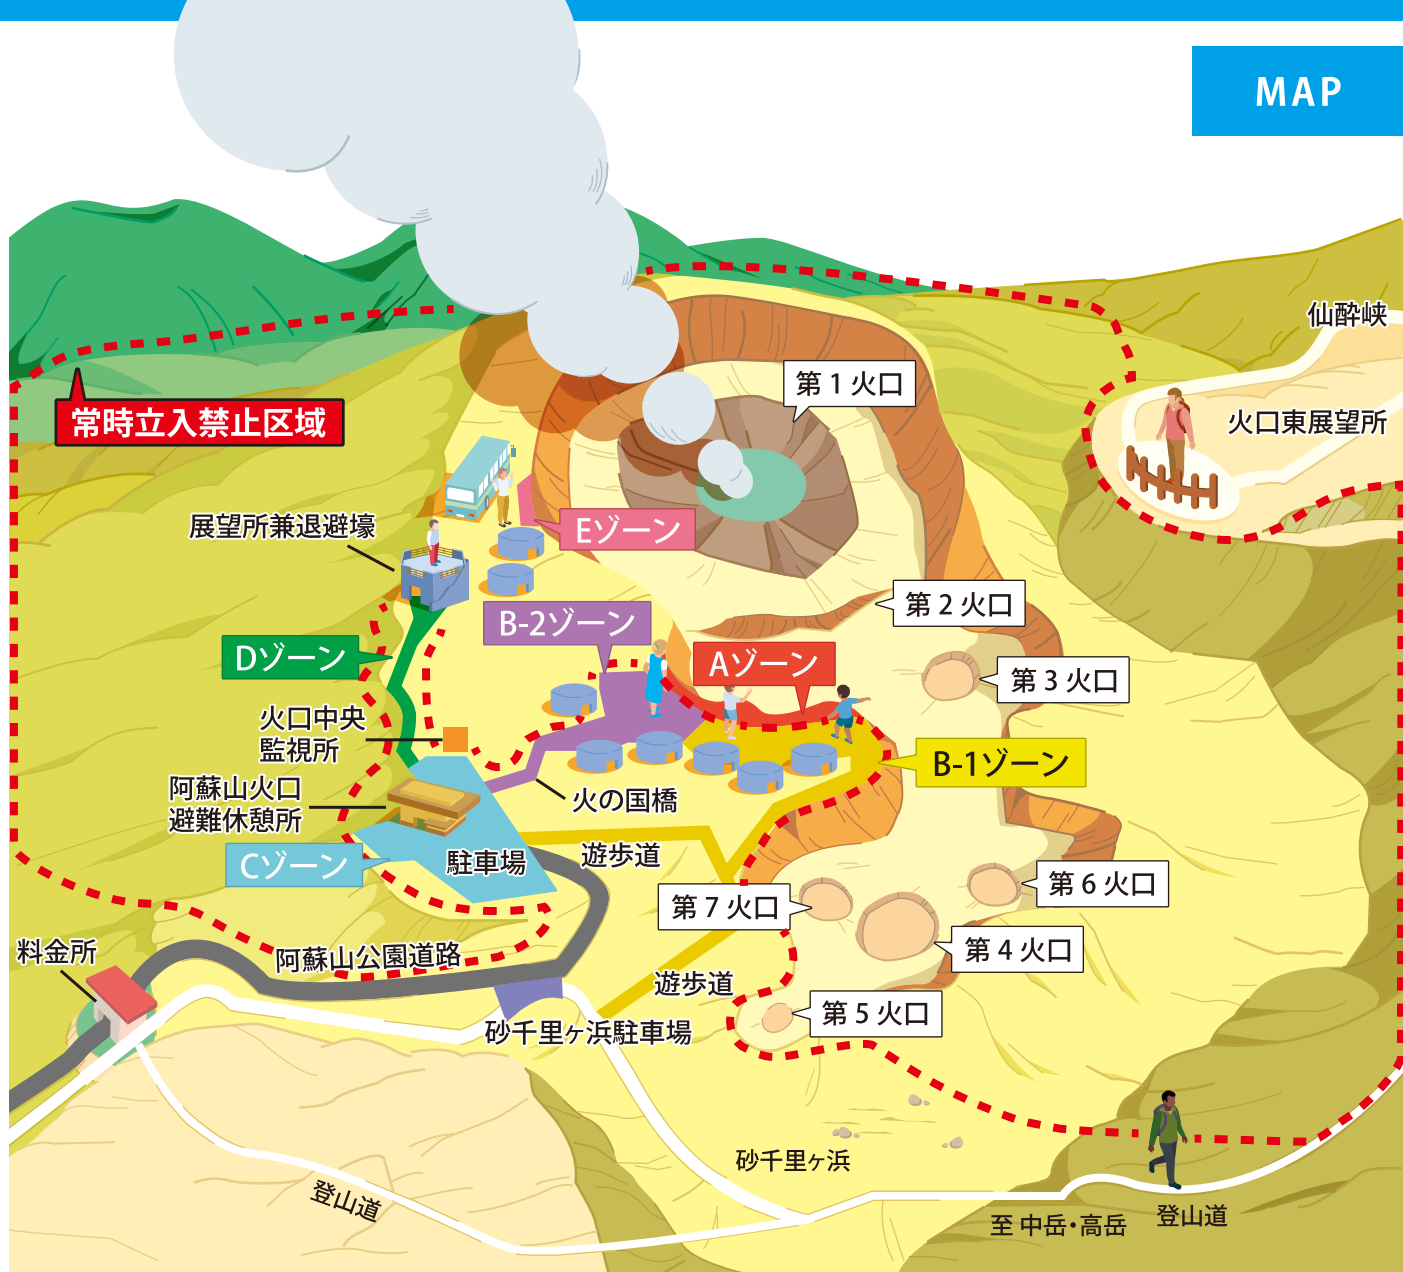 MAP
仙酔峡
第1火口
火口東展望所
常時立入禁止区域
展望所兼退避壕
Eゾーン
第2火口
B-2ゾーン
Dゾーン
Aゾーン
第3火口
火口中央
監視所
B-1ゾーン
阿蘇山火口
避難休憩所
火の国橋
Cゾーン
駐車場
遊歩道
第6火口
第7火口
料金所
阿蘇山公園道路
第4火口
遊歩道
第5火口
砂千里ヶ浜駐車場
砂千里ヶ浜
登山道
至 中岳・高岳
登山道